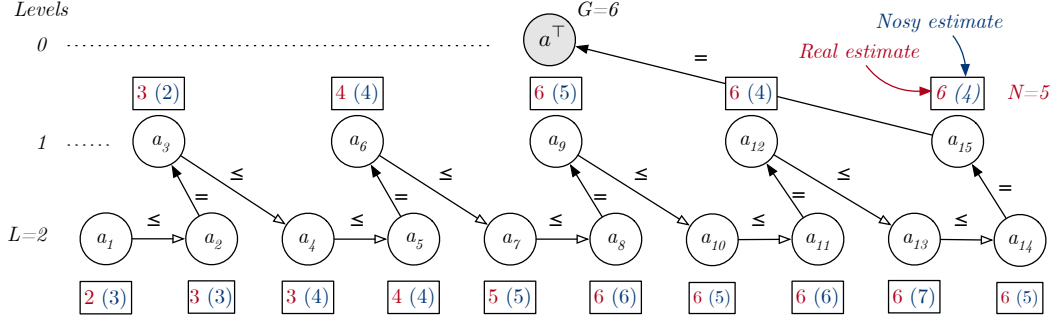 Levels G=6
0 a⊤ = Nosy estimate
Real estimate
3 (2) 4 (4) 6 (5) 6 (4) 6 (4) N=5
1 a3 a6 a9 a12 a15
≤ ≤ ≤ ≤
= = = = =
L=2 a1 ≤ a2 a4 ≤ a5 a7 ≤ a8 a10 ≤ a11 a13 ≤ a14
2 (3) 3 (3) 3 (4) 4 (4) 5 (5) 6 (6) 6 (5) 6 (6) 6 (7) 6 (5)